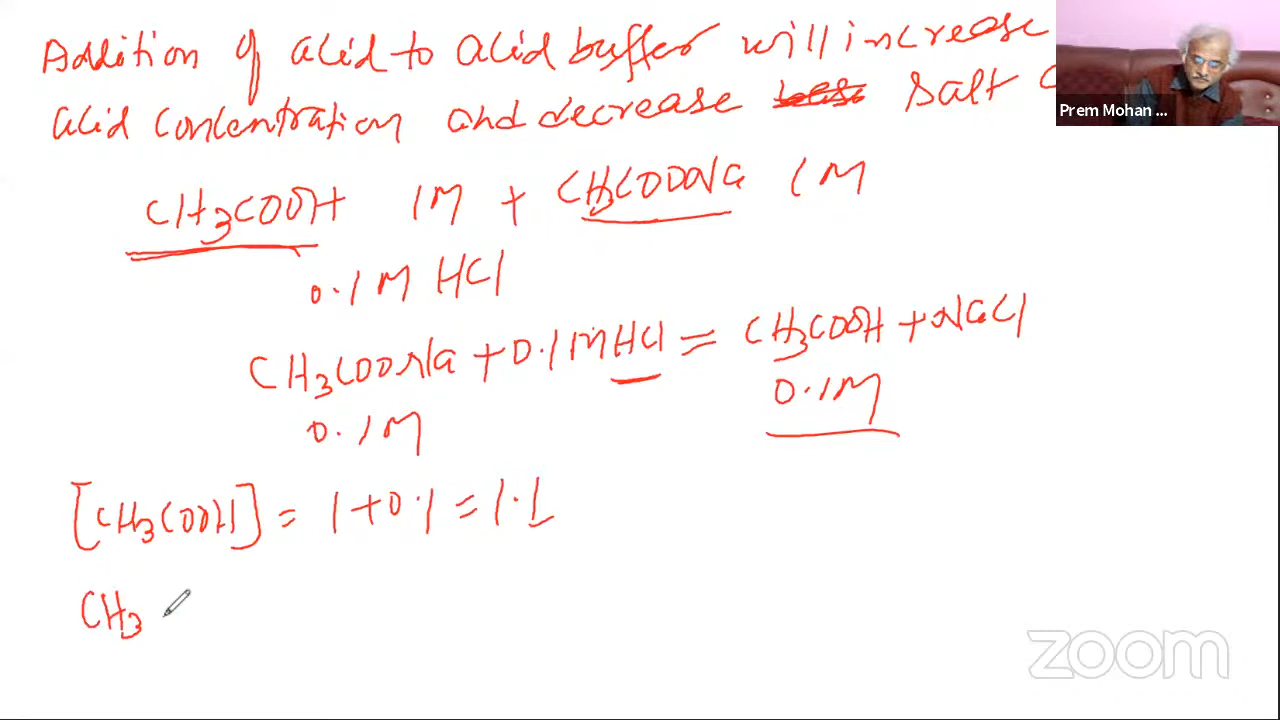 Addition of acid to acid buffer will increase
acid concentration and decrease salt
CH3COOH 1M + CH3COONa 1M
0.1M HCl
CH3COONa + 0.1M HCl = CH3COOH + NaCl
0.1M 0.1M
[CH3COOH] = 1 + 0.1 = 1.1
CH3
Prem Mohan ...
zoom